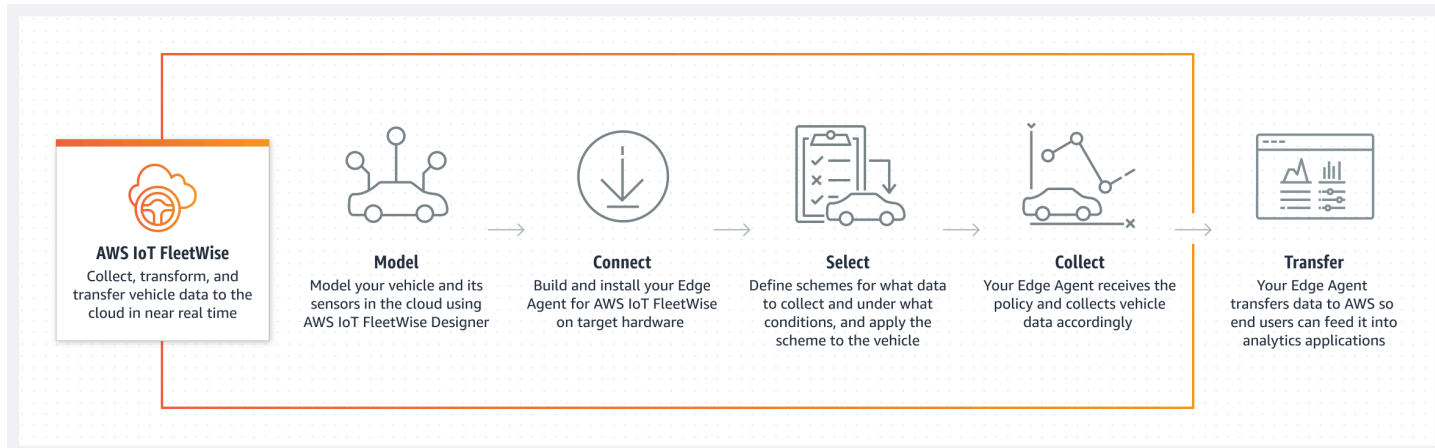 AWS IoT FleetWise
Collect, transform, and
transfer vehicle data to the
cloud in near real time
Model
Model your vehicle and its
sensors in the cloud using
AWS IoT FleetWise Designer
Connect
Build and install your Edge
Agent for AWS IoT FleetWise
on target hardware
Select
Define schemes for what data
to collect and under what
conditions, and apply the
scheme to the vehicle
Collect
Your Edge Agent receives the
policy and collects vehicle
data accordingly
Transfer
Your Edge Agent
transfers data to AWS so
end users can feed it into
analytics applications